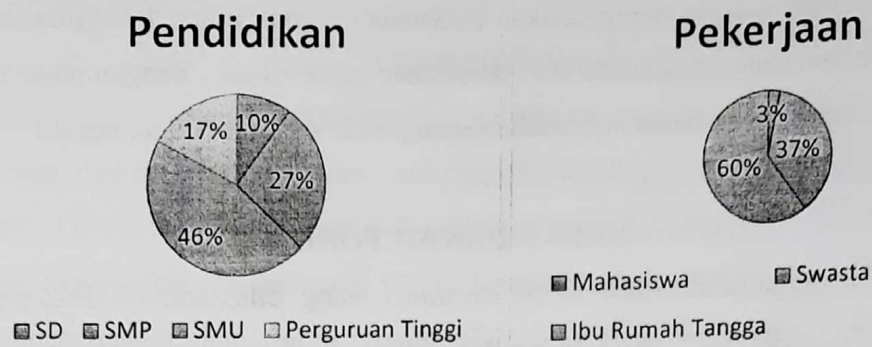 Pendidikan
17%
10%
27%
46%
SD SMP SMU Perguruan Tinggi
Pekerjaan
3%
37%
60%
Mahasiswa Swasta
Ibu Rumah Tangga